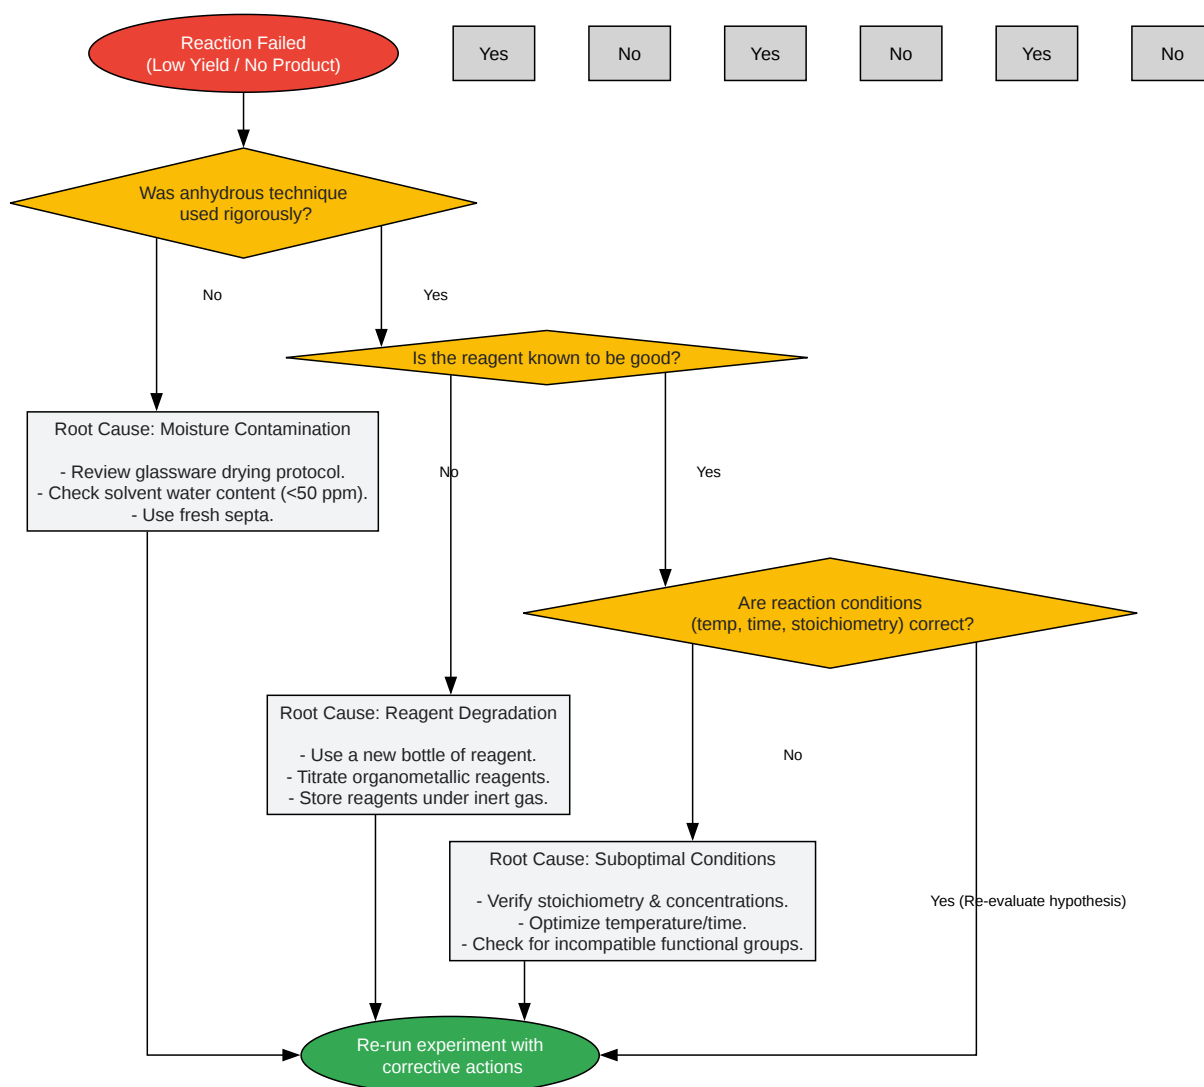 Reaction Failed
(Low Yield / No Product)
Yes
No
Yes
No
Yes
No
Was anhydrous technique
used rigorously?
No
Yes
Is the reagent known to be good?
Root Cause: Moisture Contamination
- Review glassware drying protocol.
- Check solvent water content (<50 ppm).
- Use fresh septa.
No
Yes
Are reaction conditions
(temp, time, stoichiometry) correct?
Root Cause: Reagent Degradation
- Use a new bottle of reagent.
- Titrate organometallic reagents.
- Store reagents under inert gas.
No
Root Cause: Suboptimal Conditions
- Verify stoichiometry & concentrations.
- Optimize temperature/time.
- Check for incompatible functional groups.
Yes (Re-evaluate hypothesis)
Re-run experiment with
corrective actions